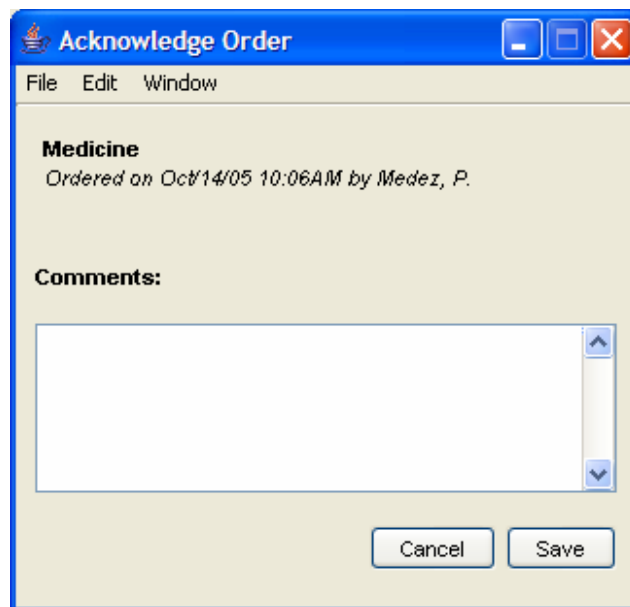 Acknowledge Order
File Edit Window
Medicine
Ordered on Oct/14/05 10:06AM by Medez, P.
Comments:
Cancel Save